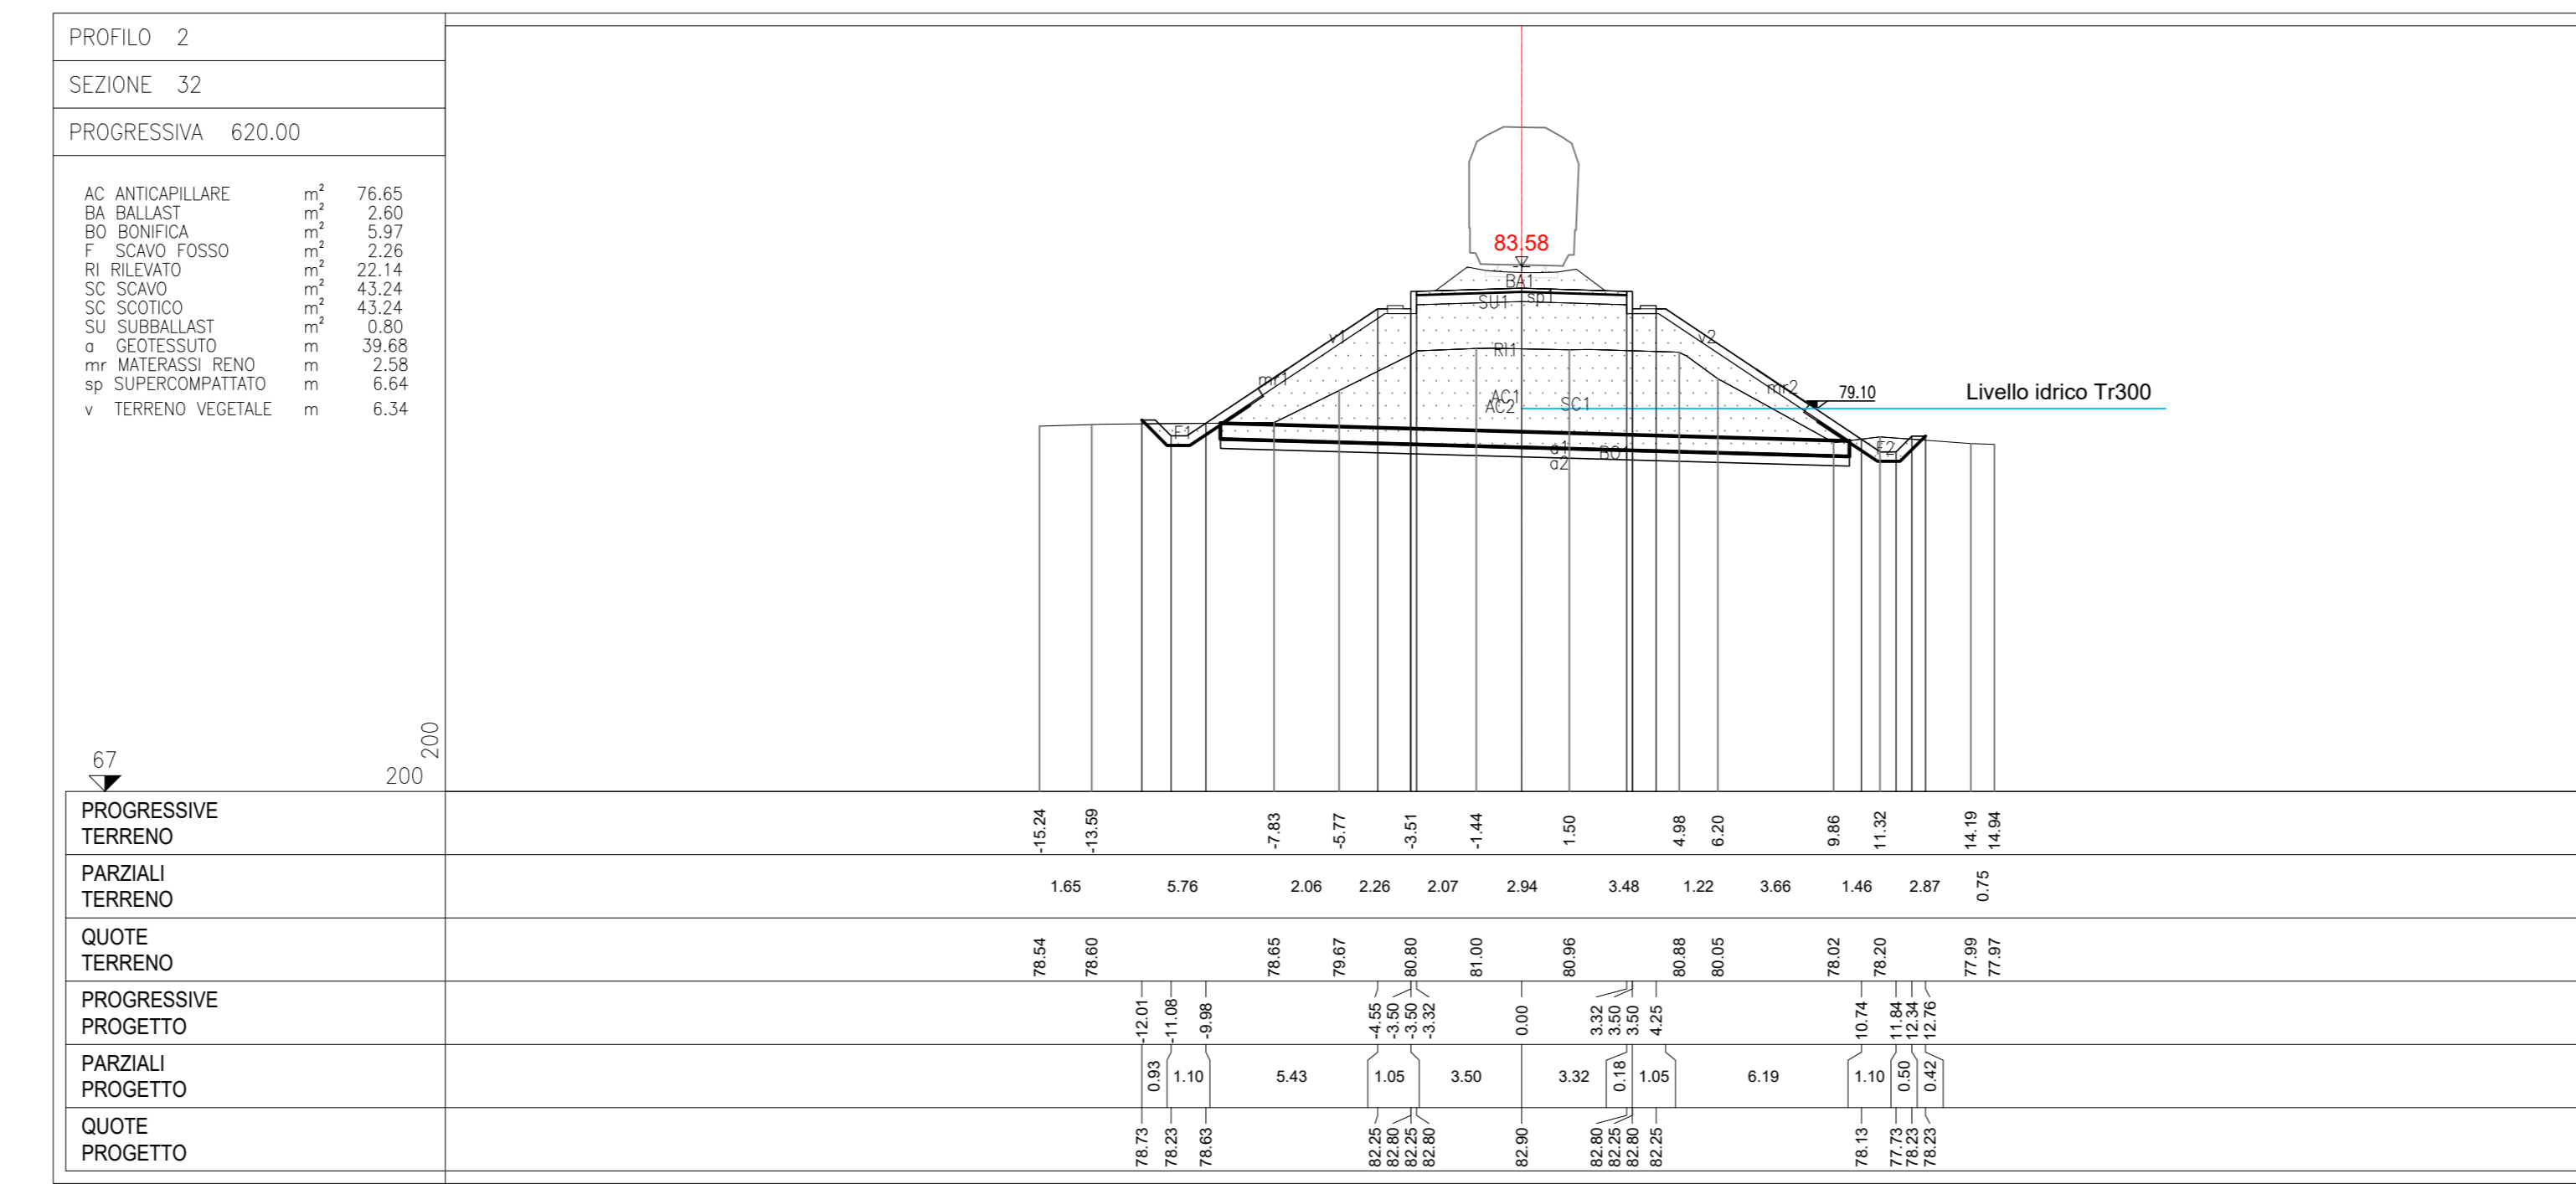 PROFILO 2
SEZIONE 32
PROGRESSIVA 620.00
AC ANTICAPILLARE m² 76.65
BA BALLAST m² 2.60
BO BONIFICA m² 5.97
F SCAVO FOSSO m² 2.26
RI RILEVATO m² 22.14
SC SCAVO m² 43.24
SC SCOTICO m² 43.24
SU SUBBALLAST m² 0.80
a GEOTESSUTO m 39.68
mr MATERASSI RENO m 2.58
sp SUPERCOMPATTATO m 6.64
v TERRENO VEGETALE m 6.34
67
200
200
83.58
BA1
SU1 sp1
v1
v2
RI1
mr1
mr2
AC1
AC2
SC1
79.10
Livello idrico Tr300
F1
F2
a1
a2
PROGRESSIVE
TERRENO
-15.24 -13.59 -7.83 -5.77 -3.51 -1.44 1.50 4.98 6.20 9.86 11.32 14.19 14.94
PARZIALI
TERRENO
1.65 5.76 2.06 2.26 2.07 2.94 3.48 1.22 3.66 1.46 2.87 0.75
QUOTE
TERRENO
78.54 78.60 78.65 79.67 80.80 81.00 80.96 80.88 80.05 78.02 78.20 77.99 77.97
PROGRESSIVE
PROGETTO
-12.01 -11.08 -9.98 -4.55 -3.50 -3.50 -3.32 0.00 3.32 3.50 3.50 4.25 10.74 11.84 12.34 12.76
PARZIALI
PROGETTO
0.93 1.10 5.43 1.05 3.50 3.32 0.18 1.05 6.19 1.10 0.50 0.42
QUOTE
PROGETTO
78.73 78.23 78.63 82.25 82.80 82.25 82.80 82.90 82.80 82.25 82.80 82.25 78.13 77.73 78.23 78.23